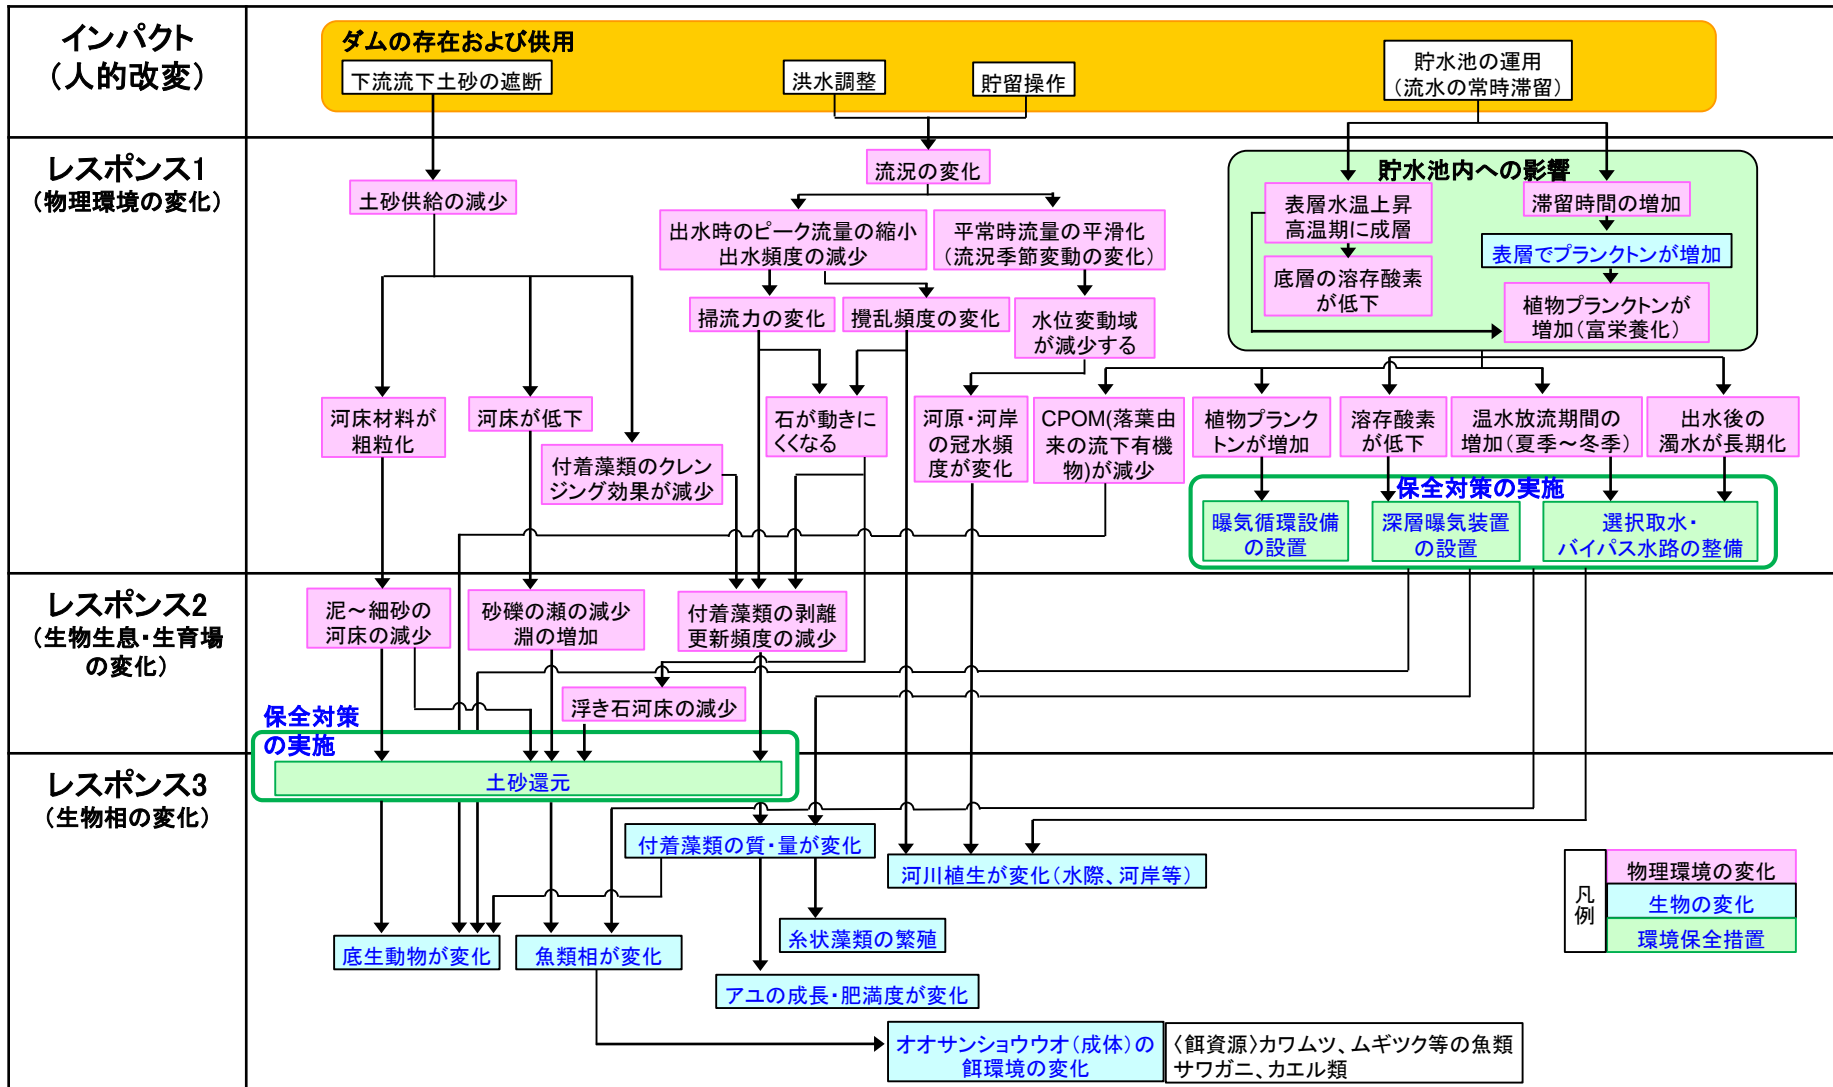 インパクト
（人的改変）
ダムの存在および供用
下流流下土砂の遮断
洪水調整
貯留操作
貯水池の運用
（流水の常時滞留）
レスポンス1
（物理環境の変化）
土砂供給の減少
流況の変化
出水時のピーク流量の縮小
出水頻度の減少
平常時流量の平滑化
（流況季節変動の変化）
掃流力の変化
攪乱頻度の変化
水位変動域
が減少する
貯水池内への影響
表層水温上昇
高温期に成層
底層の溶存酸素
が低下
滞留時間の増加
表層でプランクトンが増加
植物プランクトンが
増加（富栄養化）
河床材料が
粗粒化
河床が低下
付着藻類のクレン
ジング効果が減少
石が動きに
くくなる
河原・河岸
の冠水頻
度が変化
CPOM(落葉由
来の流下有機
物)が減少
植物プランク
トンが増加
溶存酸素
が低下
温水放流期間の
増加（夏季～冬季）
出水後の
濁水が長期化
保全対策の実施
曝気循環設備
の設置
深層曝気装置
の設置
選択取水・
バイパス水路の整備
レスポンス2
（生物生息・生育場
の変化）
泥～細砂の
河床の減少
砂礫の瀬の減少
淵の増加
付着藻類の剥離
更新頻度の減少
浮き石河床の減少
保全対策
の実施
土砂還元
レスポンス3
（生物相の変化）
付着藻類の質・量が変化
河川植生が変化（水際、河岸等）
底生動物が変化
魚類相が変化
糸状藻類の繁殖
アユの成長・肥満度が変化
オオサンショウウオ（成体）の
餌環境の変化
〈餌資源〉カワムツ、ムギツク等の魚類
サワガニ、カエル類
凡
例
物理環境の変化
生物の変化
環境保全措置